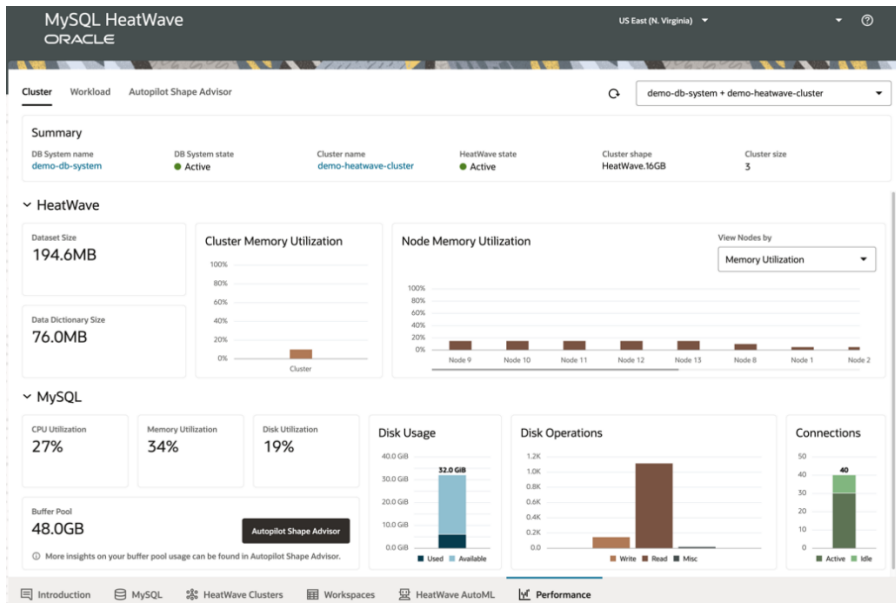 MySQL HeatWave
ORACLE
US East (N. Virginia)
Cluster Workload Autopilot Shape Advisor
demo-db-system + demo-heatwave-cluster
Summary
DB System name DB System state Cluster name HeatWave state Cluster shape Cluster size
demo-db-system Active demo-heatwave-cluster Active HeatWave.16GB 3
HeatWave
Dataset Size
194.6MB
Data Dictionary Size
76.0MB
Cluster Memory Utilization
100%
80%
60%
40%
20%
0%
Cluster
Node Memory Utilization
View Nodes by
Memory Utilization
100%
80%
60%
40%
20%
0%
Node 9 Node 10 Node 11 Node 12 Node 13 Node 8 Node 1 Node 2
MySQL
CPU Utilization
27%
Memory Utilization
34%
Disk Utilization
19%
Buffer Pool
48.0GB
Autopilot Shape Advisor
More insights on your buffer pool usage can be found in Autopilot Shape Advisor.
Disk Usage
40.0 GiB
32.0 GiB
30.0 GiB
20.0 GiB
10.0 GiB
0.0 GiB
Used Available
Disk Operations
1.2K
1.0K
0.8K
0.6K
0.4K
0.2K
0.0
Write Read Misc
Connections
50
40
40
30
20
10
0
Active Idle
Introduction MySQL HeatWave Clusters Workspaces HeatWave AutoML Performance